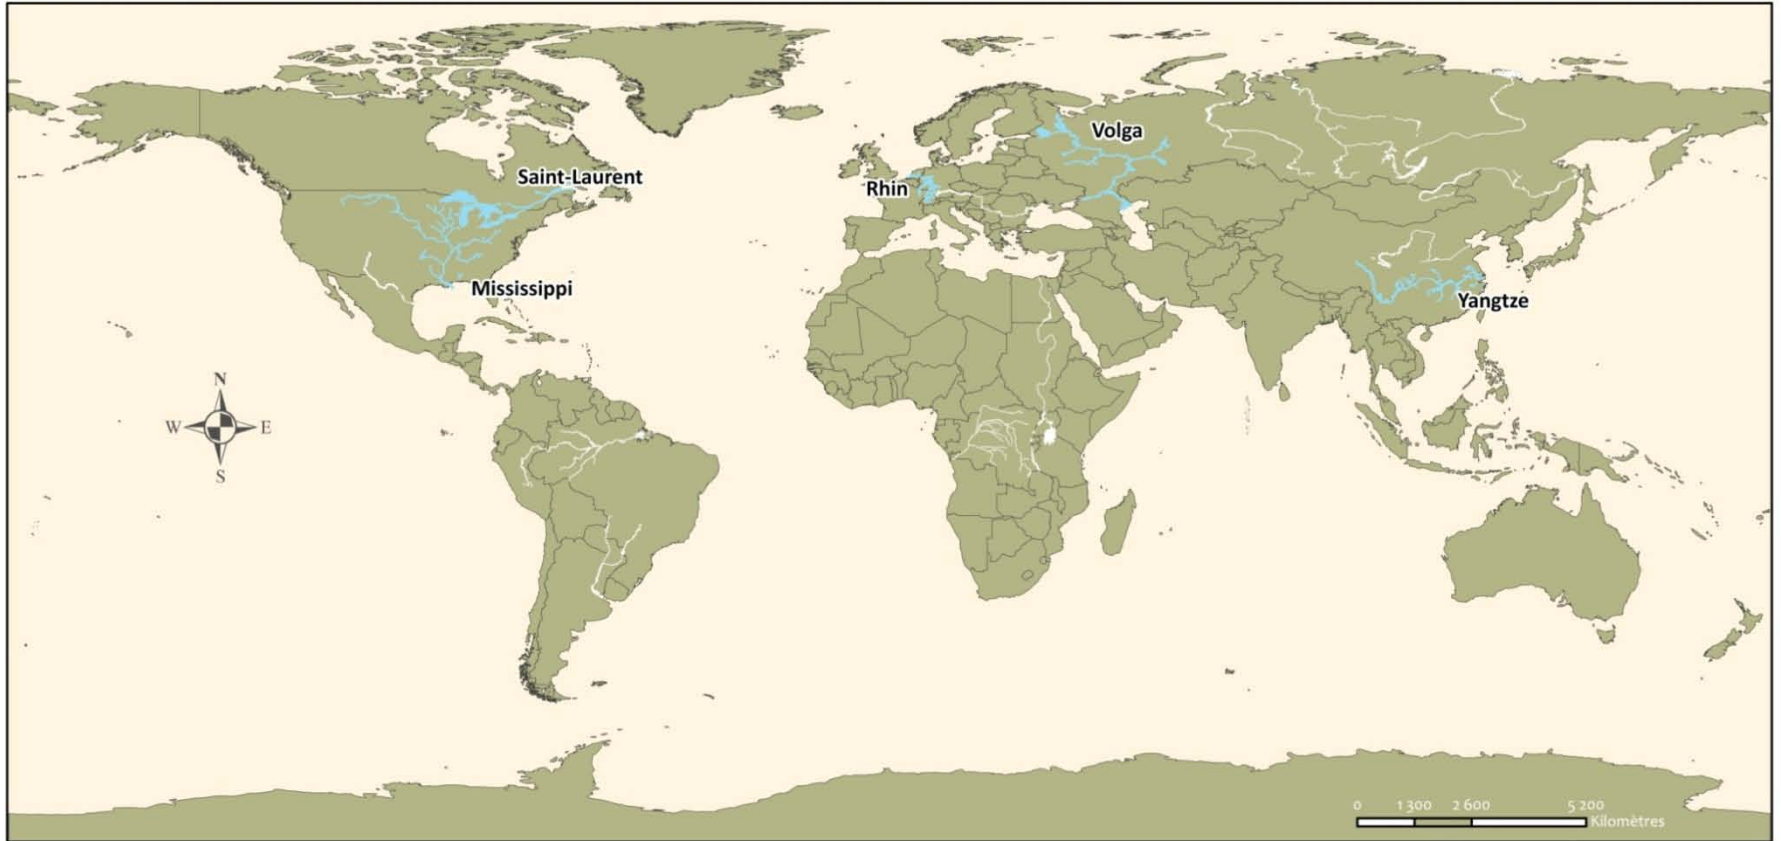 Volga
Saint-Laurent
Rhin
Mississippi
Yangtze
N
W E
S
0 1 300 2 600 5 200
Kilomètres